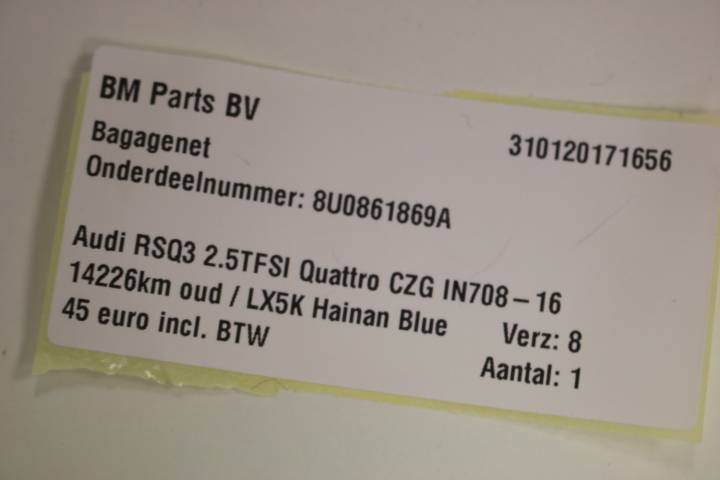 BM Parts BV
Bagagenet 310120171656
Onderdeelnummer: 8U0861869A
Audi RSQ3 2.5TFSI Quattro CZG IN708-16
14226km oud / LX5K Hainan Blue Verz: 8
45 euro incl. BTW Aantal: 1